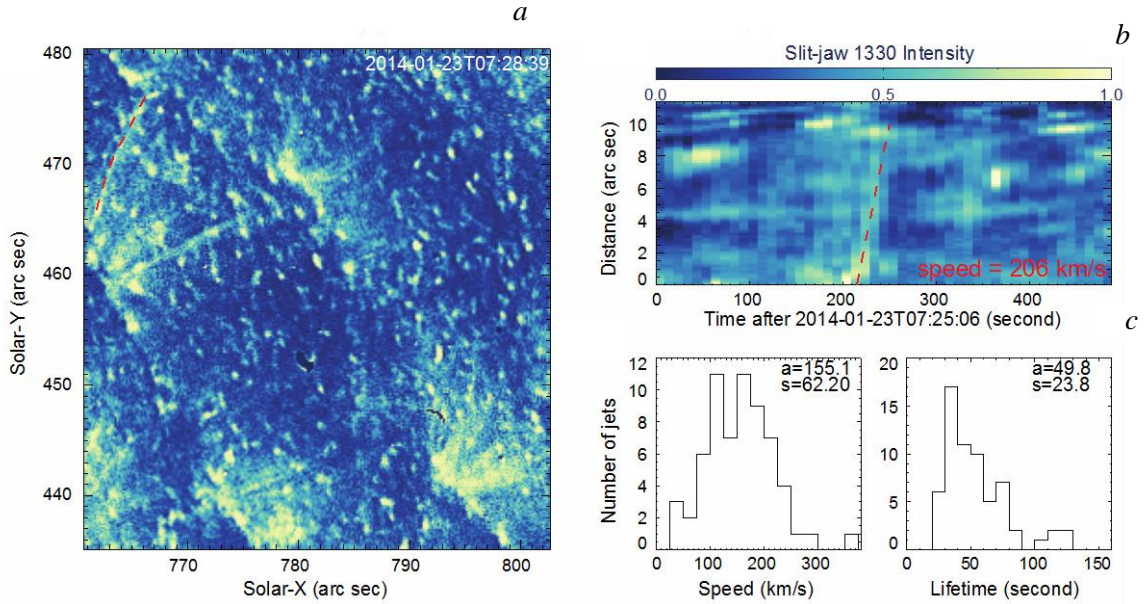 a
480
470
460
450
440
770
780
790
800
Solar-Y (arc sec)
Solar-X (arc sec)
2014-01-23T07:28:39
b
Slit-jaw 1330 Intensity
0.0
0.5
1.0
10
8
6
4
2
0
Distance (arc sec)
speed = 206 km/s
0 100 200 300 400
Time after 2014-01-23T07:25:06 (second)
c
12
10
8
6
4
2
0
Number of jets
a=155.1
s=62.20
0 100 200 300
Speed (km/s)
20
15
10
5
0
a=49.8
s=23.8
0 50 100 150
Lifetime (second)